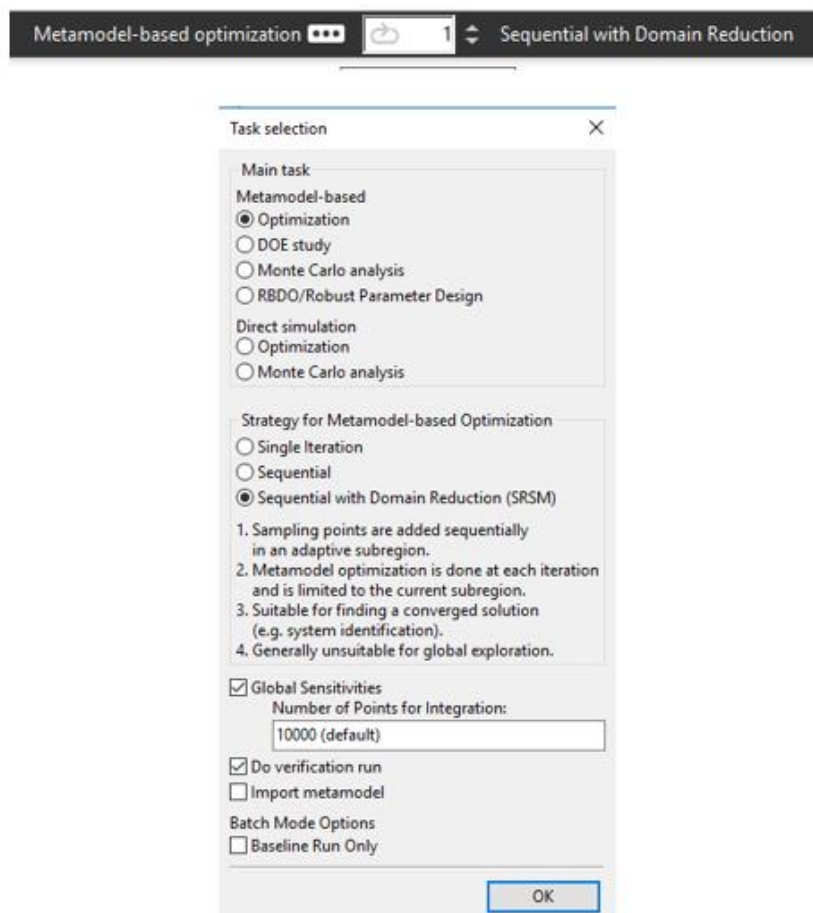 Metamodel-based optimization 1 Sequential with Domain Reduction
Task selection
Main task
Metamodel-based
Optimization
DOE study
Monte Carlo analysis
RBDO/Robust Parameter Design
Direct simulation
Optimization
Monte Carlo analysis
Strategy for Metamodel-based Optimization
Single Iteration
Sequential
Sequential with Domain Reduction (SRSM)
1. Sampling points are added sequentially
in an adaptive subregion.
2. Metamodel optimization is done at each iteration
and is limited to the current subregion.
3. Suitable for finding a converged solution
(e.g. system identification).
4. Generally unsuitable for global exploration.
Global Sensitivities
Number of Points for Integration:
10000 (default)
Do verification run
Import metamodel
Batch Mode Options
Baseline Run Only
OK